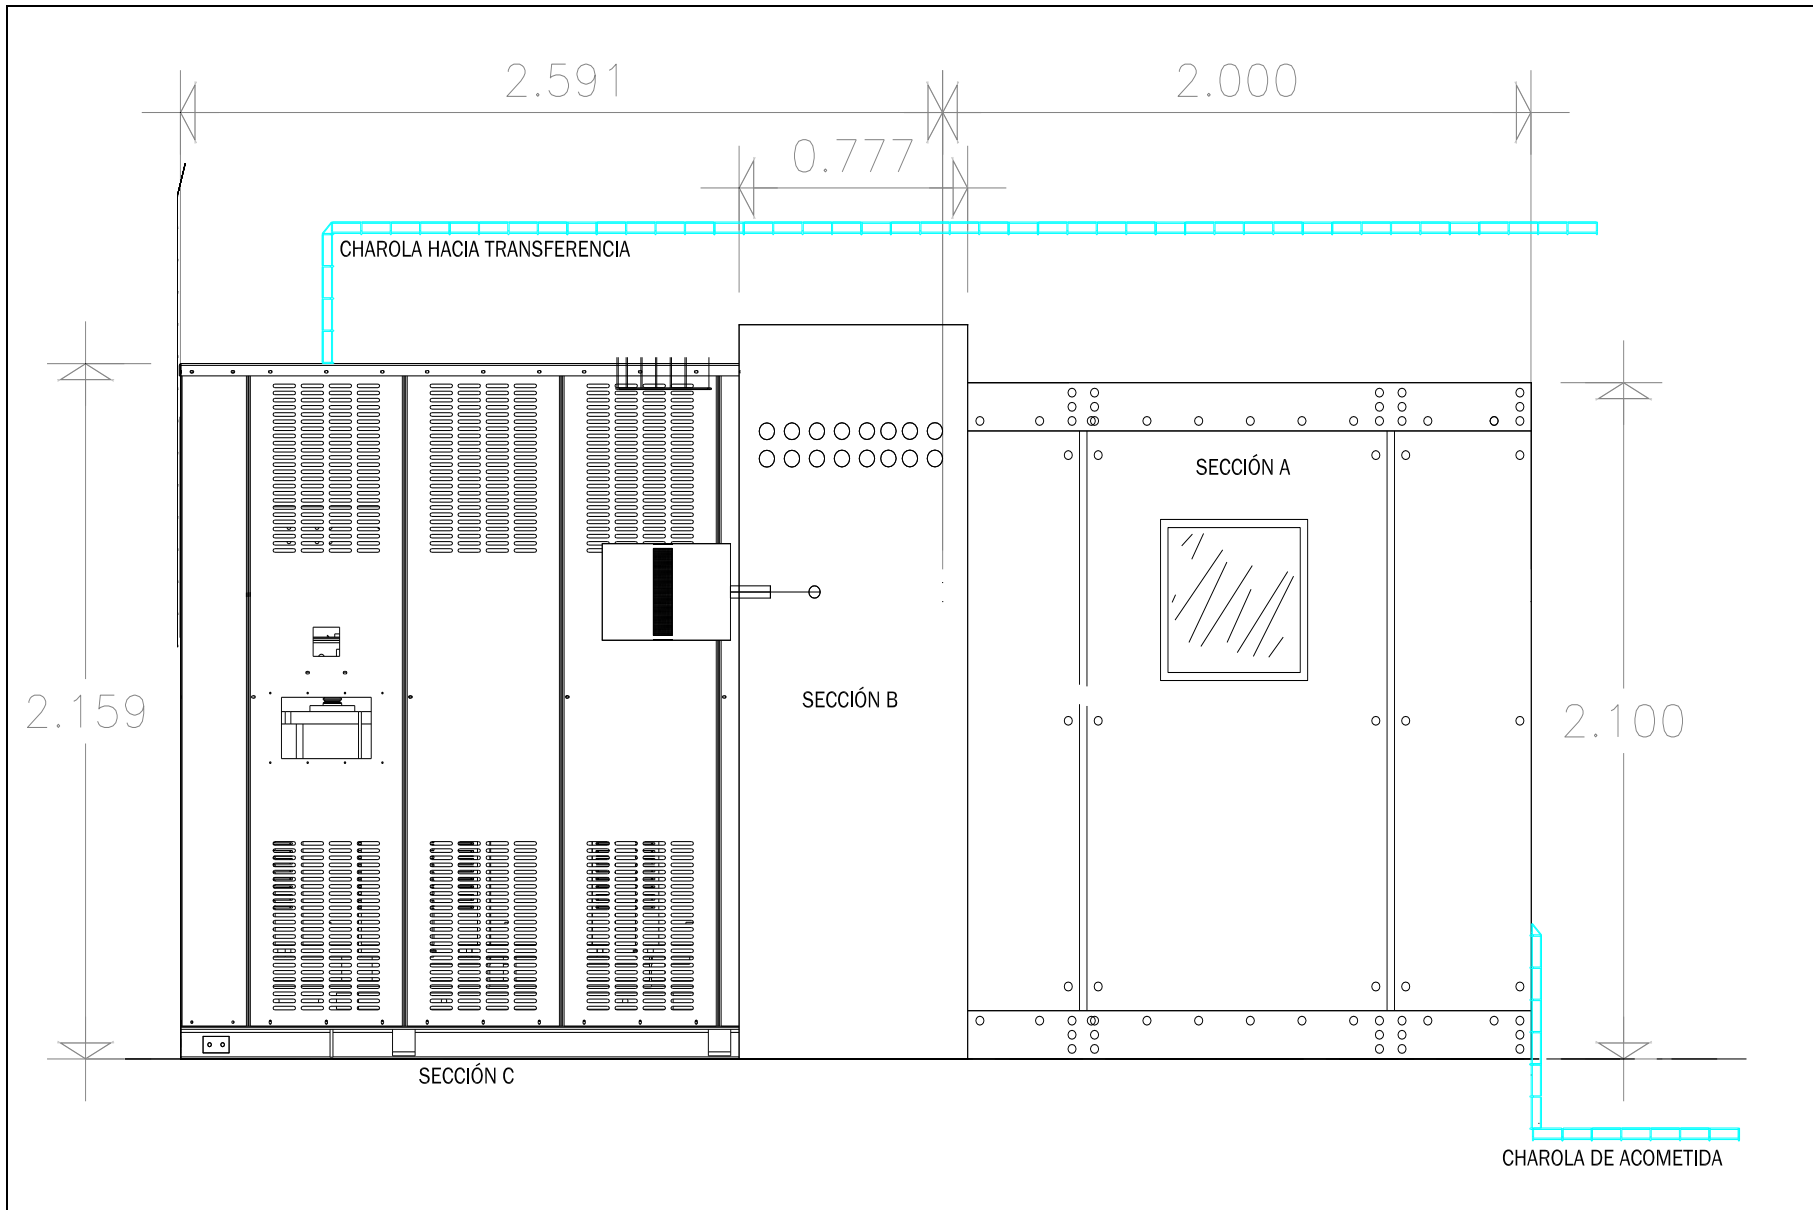 2.591
2.000
0.777
CHAROLA HACIA TRANSFERENCIA
SECCIÓN A
SECCIÓN B
2.159
2.100
SECCIÓN C
CHAROLA DE ACOMETIDA